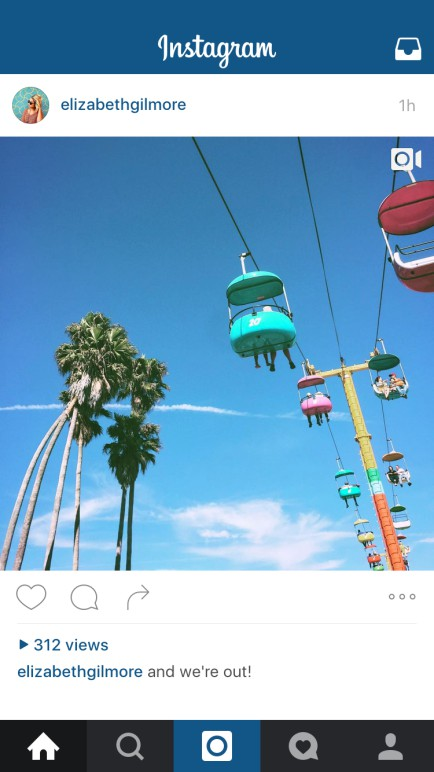 Instagram
elizabethgilmore 1h
312 views
elizabethgilmore and we're out!